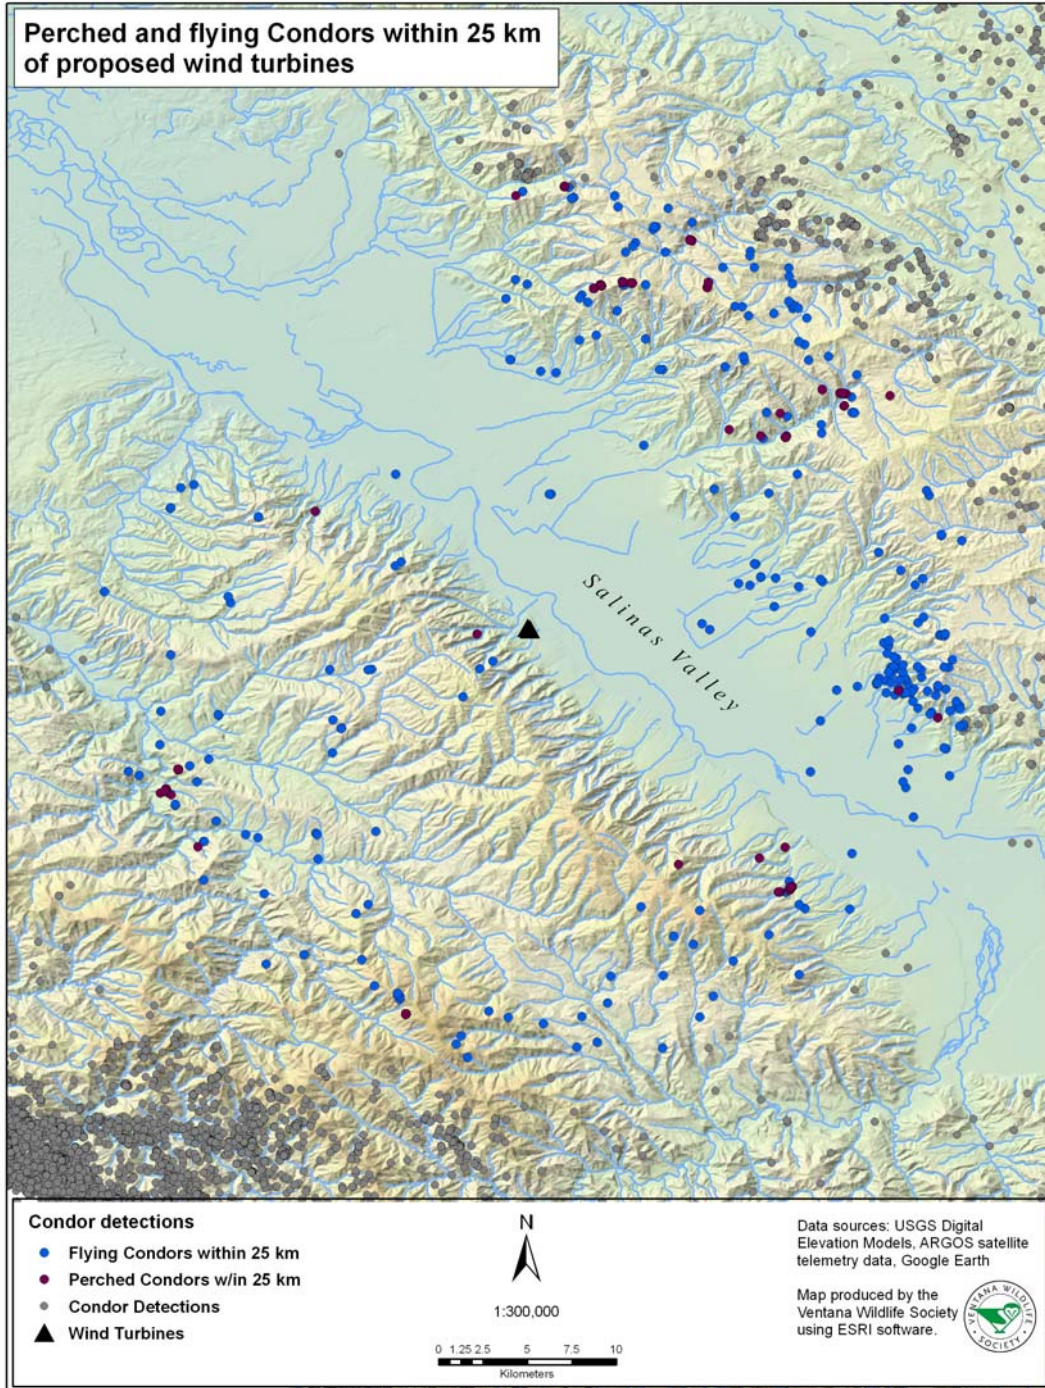 Perched and flying Condors within 25 km
of proposed wind turbines
Salinas Valley
Condor detections
Flying Condors within 25 km
Perched Condors w/in 25 km
Condor Detections
Wind Turbines
N
1:300,000
0 1.25 2.5 5 7.5 10
Kilometers
Data sources: USGS Digital
Elevation Models, ARGOS satellite
telemetry data, Google Earth
Map produced by the
Ventana Wildlife Society
using ESRI software.
VENTANA WILDLIFE
SOCIETY